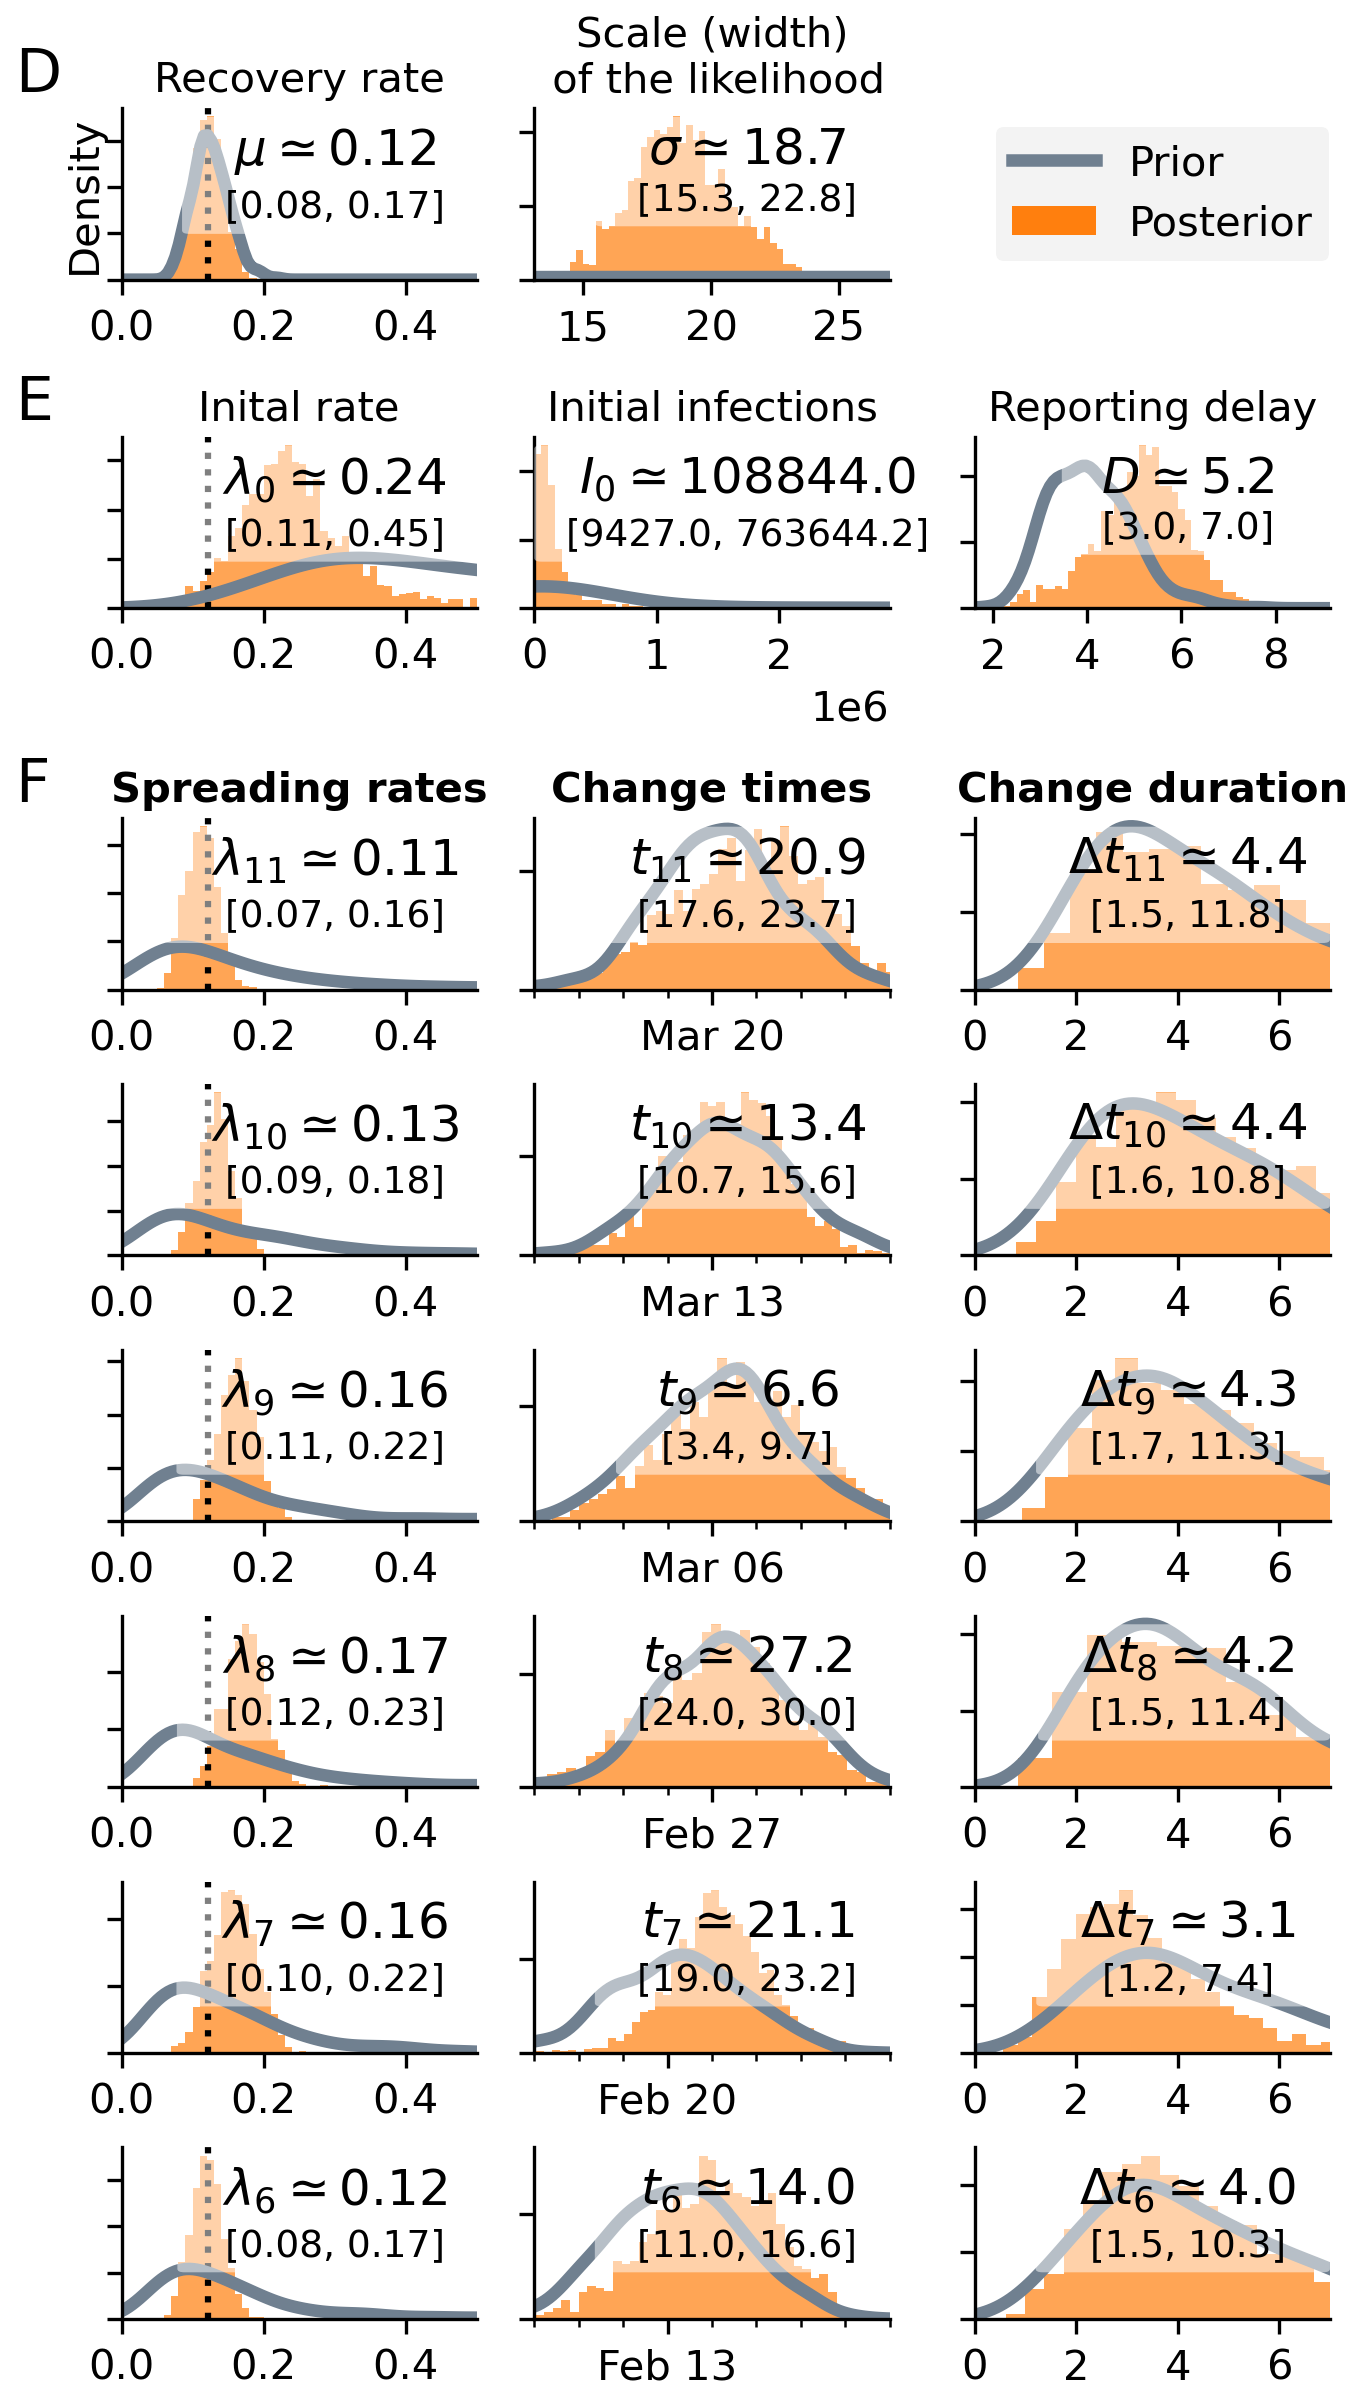 D
Recovery rate
Scale (width)
of the likelihood
Density
μ ≃ 0.12
[0.08, 0.17]
0.0 0.2 0.4
σ ≃ 18.7
[15.3, 22.8]
15 20 25
Prior
Posterior
E
Inital rate
λ0 ≃ 0.24
[0.11, 0.45]
0.0 0.2 0.4
Initial infections
I0 ≃ 108844.0
[9427.0, 763644.2]
0 1 2
1e6
Reporting delay
D ≃ 5.2
[3.0, 7.0]
2 4 6 8
F
Spreading rates
Change times
Change duration
λ11 ≃ 0.11
[0.07, 0.16]
0.0 0.2 0.4
t11 ≃ 20.9
[17.6, 23.7]
Mar 20
Δt11 ≃ 4.4
[1.5, 11.8]
0 2 4 6
λ10 ≃ 0.13
[0.09, 0.18]
0.0 0.2 0.4
t10 ≃ 13.4
[10.7, 15.6]
Mar 13
Δt10 ≃ 4.4
[1.6, 10.8]
0 2 4 6
λ9 ≃ 0.16
[0.11, 0.22]
0.0 0.2 0.4
t9 ≃ 6.6
[3.4, 9.7]
Mar 06
Δt9 ≃ 4.3
[1.7, 11.3]
0 2 4 6
λ8 ≃ 0.17
[0.12, 0.23]
0.0 0.2 0.4
t8 ≃ 27.2
[24.0, 30.0]
Feb 27
Δt8 ≃ 4.2
[1.5, 11.4]
0 2 4 6
λ7 ≃ 0.16
[0.10, 0.22]
0.0 0.2 0.4
t7 ≃ 21.1
[19.0, 23.2]
Feb 20
Δt7 ≃ 3.1
[1.2, 7.4]
0 2 4 6
λ6 ≃ 0.12
[0.08, 0.17]
0.0 0.2 0.4
t6 ≃ 14.0
[11.0, 16.6]
Feb 13
Δt6 ≃ 4.0
[1.5, 10.3]
0 2 4 6